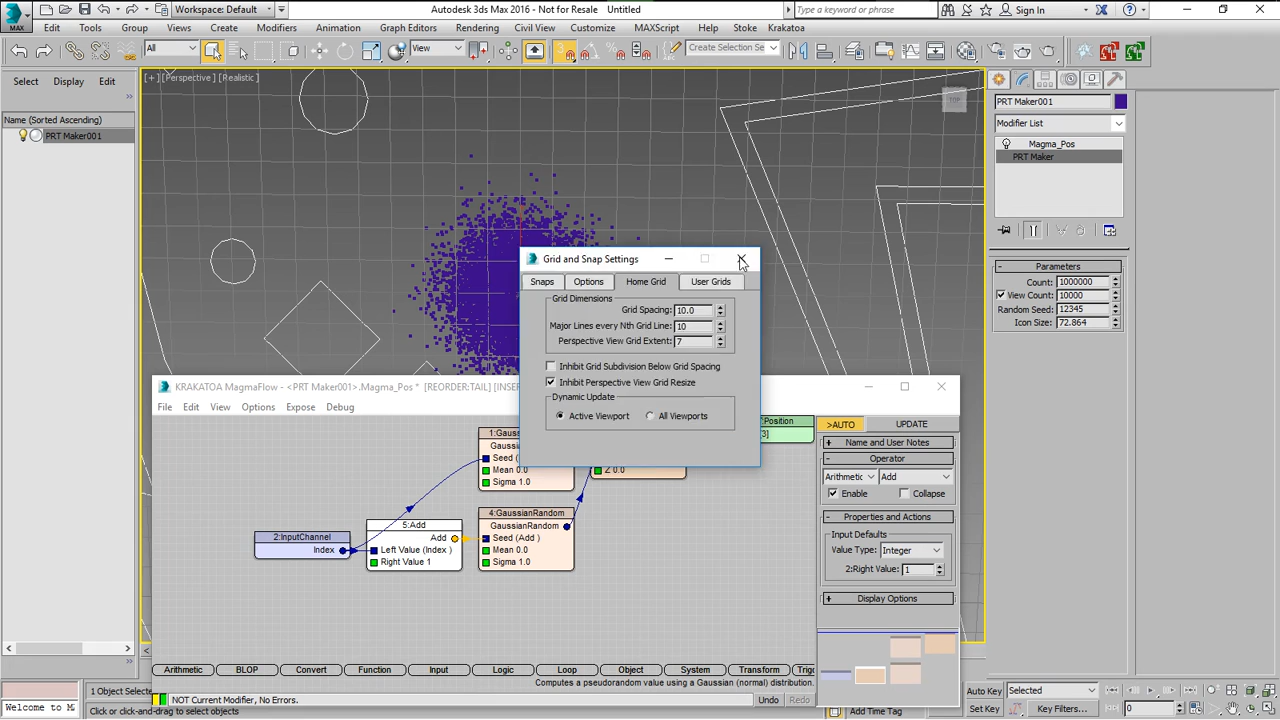 MAX
Workspace: Default
Autodesk 3ds Max 2016 - Not for Resale   Untitled
Type a keyword or phrase
Sign In
Edit Tools Group Views Create Modifiers Animation Graph Editors Rendering Civil View Customize MAXScript Stoke Krakatoa
All
View
Create Selection Se
Select Display Edit
Name (Sorted Ascending)
PRT Maker001
[+] [Perspective] [Realistic]
TOP
PRT Maker001
Modifier List
Magma_Pos
PRT Maker
Parameters
Count: 1000000
View Count: 10000
Random Seed: 12345
Icon Size: 72.864
Grid and Snap Settings
Snaps Options Home Grid User Grids
Grid Dimensions
Grid Spacing: 10.0
Major Lines every Nth Grid Line: 10
Perspective View Grid Extent: 7
Inhibit Grid Subdivision Below Grid Spacing
Inhibit Perspective View Grid Resize
Dynamic Update
Active Viewport All Viewports
KRAKATOA MagmaFlow - <PRT Maker001>.Magma_Pos * [REORDER:TAIL] [INSER
File Edit View Options Expose Debug
1:Gauss
Gaussian
Seed (
Mean 0.0
Sigma 1.0
Z 0.0
Position
[3]
4:GaussianRandom
GaussianRandom
Seed (Add )
Mean 0.0
Sigma 1.0
5:Add
Add
Left Value (Index )
Right Value 1
2:InputChannel
Index
>AUTO UPDATE
Name and User Notes
Operator
Arithmetic Add
Enable Collapse
Properties and Actions
Input Defaults
Value Type: Integer
2:Right Value: 1
Display Options
Arithmetic BLOP Convert Function Input Logic Loop Object System Transform Trigo
Computes a pseudorandom value using a Gaussian (normal) distribution.
NOT Current Modifier, No Errors.
Undo Redo
Welcome to M
1 Object Selected
Click or click-and-drag to select objects
Add Time Tag
Auto Key Selected
Set Key Key Filters...
0